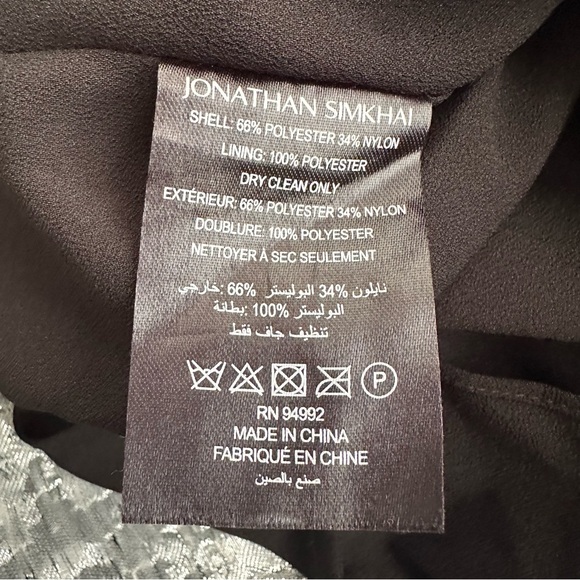 JONATHAN SIMKHAI
SHELL: 66% POLYESTER 34% NYLON
LINING: 100% POLYESTER
DRY CLEAN ONLY
EXTÉRIEUR: 66% POLYESTER 34% NYLON
DOUBLURE: 100% POLYESTER
NETTOYER À SEC SEULEMENT
نايلون 34% البوليستر 66% :خارجي
البوليستر 100% :بطانة
تنظيف جاف فقط
P
RN 94992
MADE IN CHINA
FABRIQUÉ EN CHINE
صنع بالصين